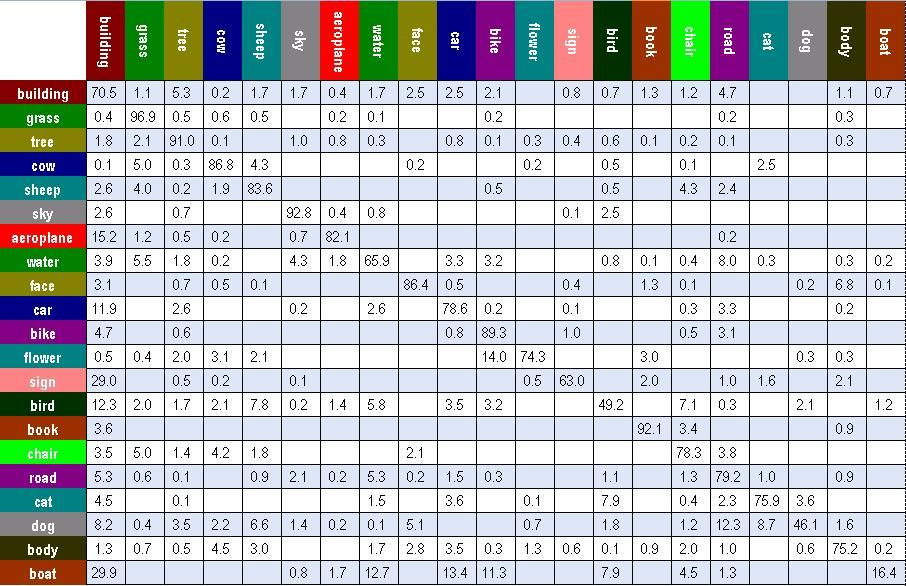 building grass tree cow sheep sky aeroplane water face car bike flower sign bird book chair road cat dog body boat
building 70.5 1.1 5.3 0.2 1.7 1.7 0.4 1.7 2.5 2.5 2.1 0.8 0.7 1.3 1.2 4.7 1.1 0.7
grass 0.4 96.9 0.5 0.6 0.5 0.2 0.1 0.2 0.2 0.3
tree 1.8 2.1 91.0 0.1 1.0 0.8 0.3 0.8 0.1 0.3 0.4 0.6 0.1 0.2 0.1 0.3
cow 0.1 5.0 0.3 86.8 4.3 0.2 0.2 0.5 0.1 2.5
sheep 2.6 4.0 0.2 1.9 83.6 0.5 0.5 4.3 2.4
sky 2.6 0.7 92.8 0.4 0.8 0.1 2.5
aeroplane 15.2 1.2 0.5 0.2 0.7 82.1 0.2
water 3.9 5.5 1.8 0.2 4.3 1.8 65.9 3.3 3.2 0.8 0.1 0.4 8.0 0.3 0.3 0.2
face 3.1 0.7 0.5 0.1 86.4 0.5 0.4 1.3 0.1 0.2 6.8 0.1
car 11.9 2.6 0.2 2.6 78.6 0.2 0.1 0.3 3.3 0.2
bike 4.7 0.6 0.8 89.3 1.0 0.5 3.1
flower 0.5 0.4 2.0 3.1 2.1 14.0 74.3 3.0 0.3 0.3
sign 29.0 0.5 0.2 0.1 0.5 63.0 2.0 1.0 1.6 2.1
bird 12.3 2.0 1.7 2.1 7.8 0.2 1.4 5.8 3.5 3.2 49.2 7.1 0.3 2.1 1.2
book 3.6 92.1 3.4 0.9
chair 3.5 5.0 1.4 4.2 1.8 2.1 78.3 3.8
road 5.3 0.6 0.1 0.9 2.1 0.2 5.3 0.2 1.5 0.3 1.1 1.3 79.2 1.0 0.9
cat 4.5 0.1 1.5 3.6 0.1 7.9 0.4 2.3 75.9 3.6
dog 8.2 0.4 3.5 2.2 6.6 1.4 0.2 0.1 5.1 0.7 1.8 1.2 12.3 8.7 46.1 1.6
body 1.3 0.7 0.5 4.5 3.0 1.7 2.8 3.5 0.3 1.3 0.6 0.1 0.9 2.0 1.0 0.6 75.2 0.2
boat 29.9 0.8 1.7 12.7 13.4 11.3 7.9 4.5 1.3 16.4